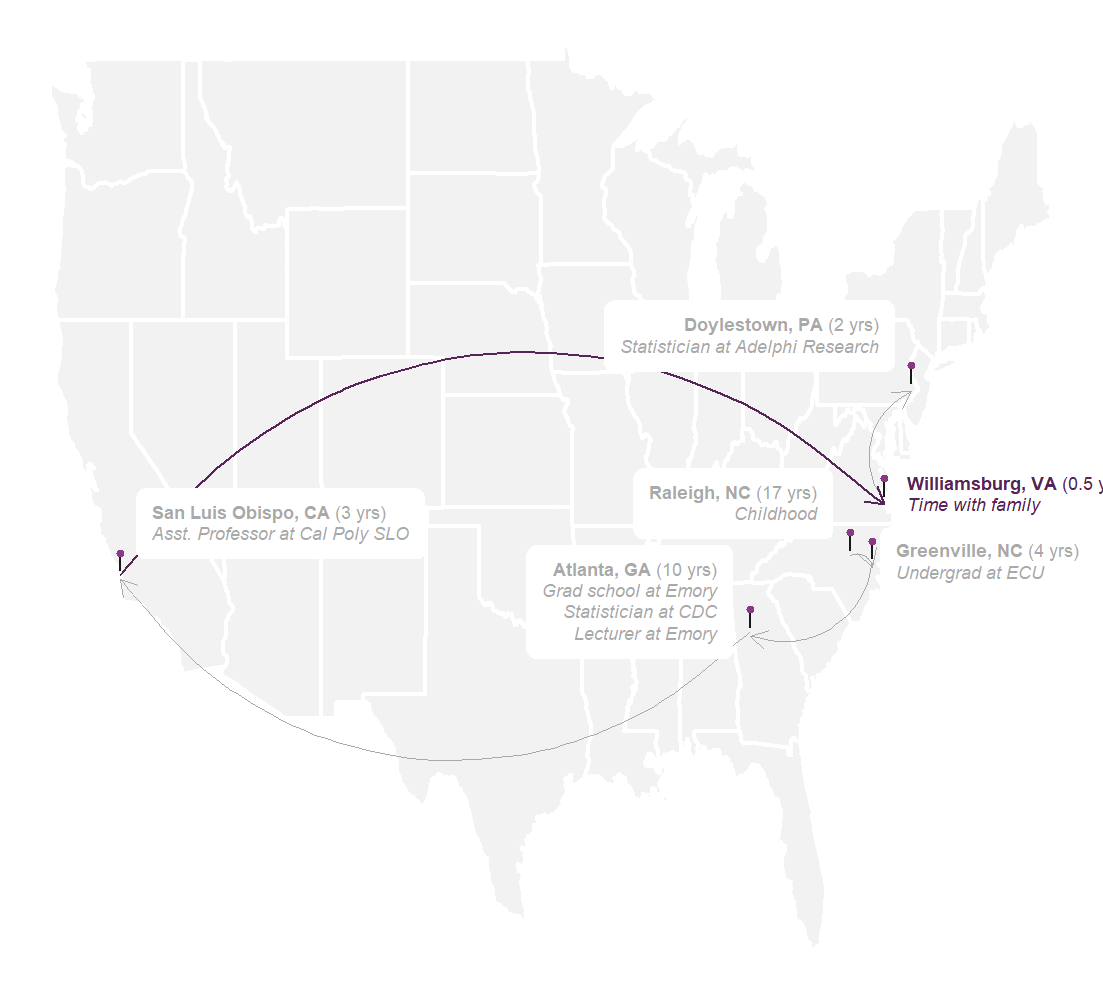 Doylestown, PA (2 yrs)
Statistician at Adelphi Research
Williamsburg, VA (0.5 y
Time with family
Raleigh, NC (17 yrs)
Childhood
San Luis Obispo, CA (3 yrs)
Asst. Professor at Cal Poly SLO
Greenville, NC (4 yrs)
Undergrad at ECU
Atlanta, GA (10 yrs)
Grad school at Emory
Statistician at CDC
Lecturer at Emory